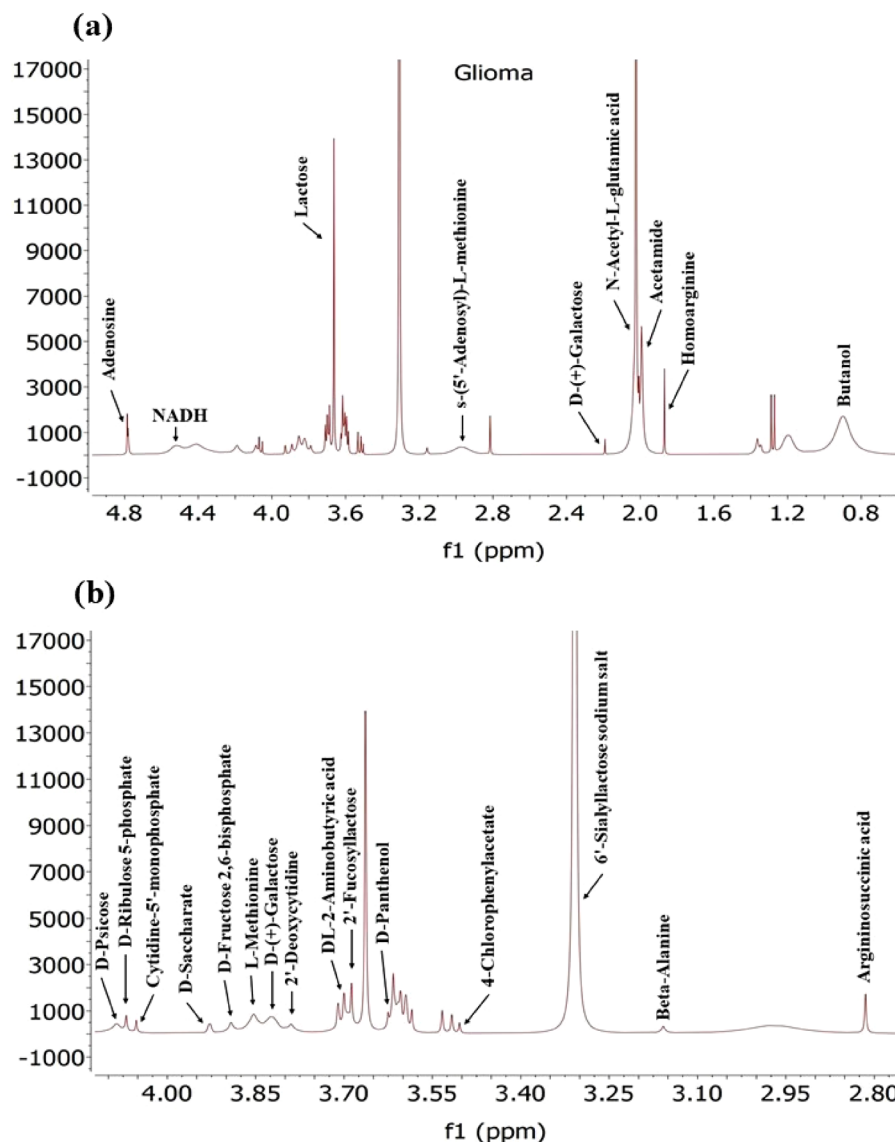 (a)
Glioma
17000
15000
13000
11000
9000
7000
5000
3000
1000
-1000
Adenosine
NADH
Lactose
s-(5'-Adenosyl)-L-methionine
D-(+)-Galactose
N-Acetyl-L-glutamic acid
Acetamide
Homoarginine
Butanol
4.8 4.4 4.0 3.6 3.2 2.8 2.4 2.0 1.6 1.2 0.8
f1 (ppm)
(b)
17000
15000
13000
11000
9000
7000
5000
3000
1000
-1000
D-Psicose
D-Ribulose 5-phosphate
Cytidine-5'-monophosphate
D-Saccharate
D-Fructose 2,6-bisphosphate
L-Methionine
D-(+)-Galactose
2'-Deoxycytidine
DL-2-Aminobutyric acid
2'-Fucosyllactose
D-Panthenol
4-Chlorophenylacetate
6'-Sialyllactose sodium salt
Beta-Alanine
Argininosuccinic acid
4.00 3.85 3.70 3.55 3.40 3.25 3.10 2.95 2.80
f1 (ppm)